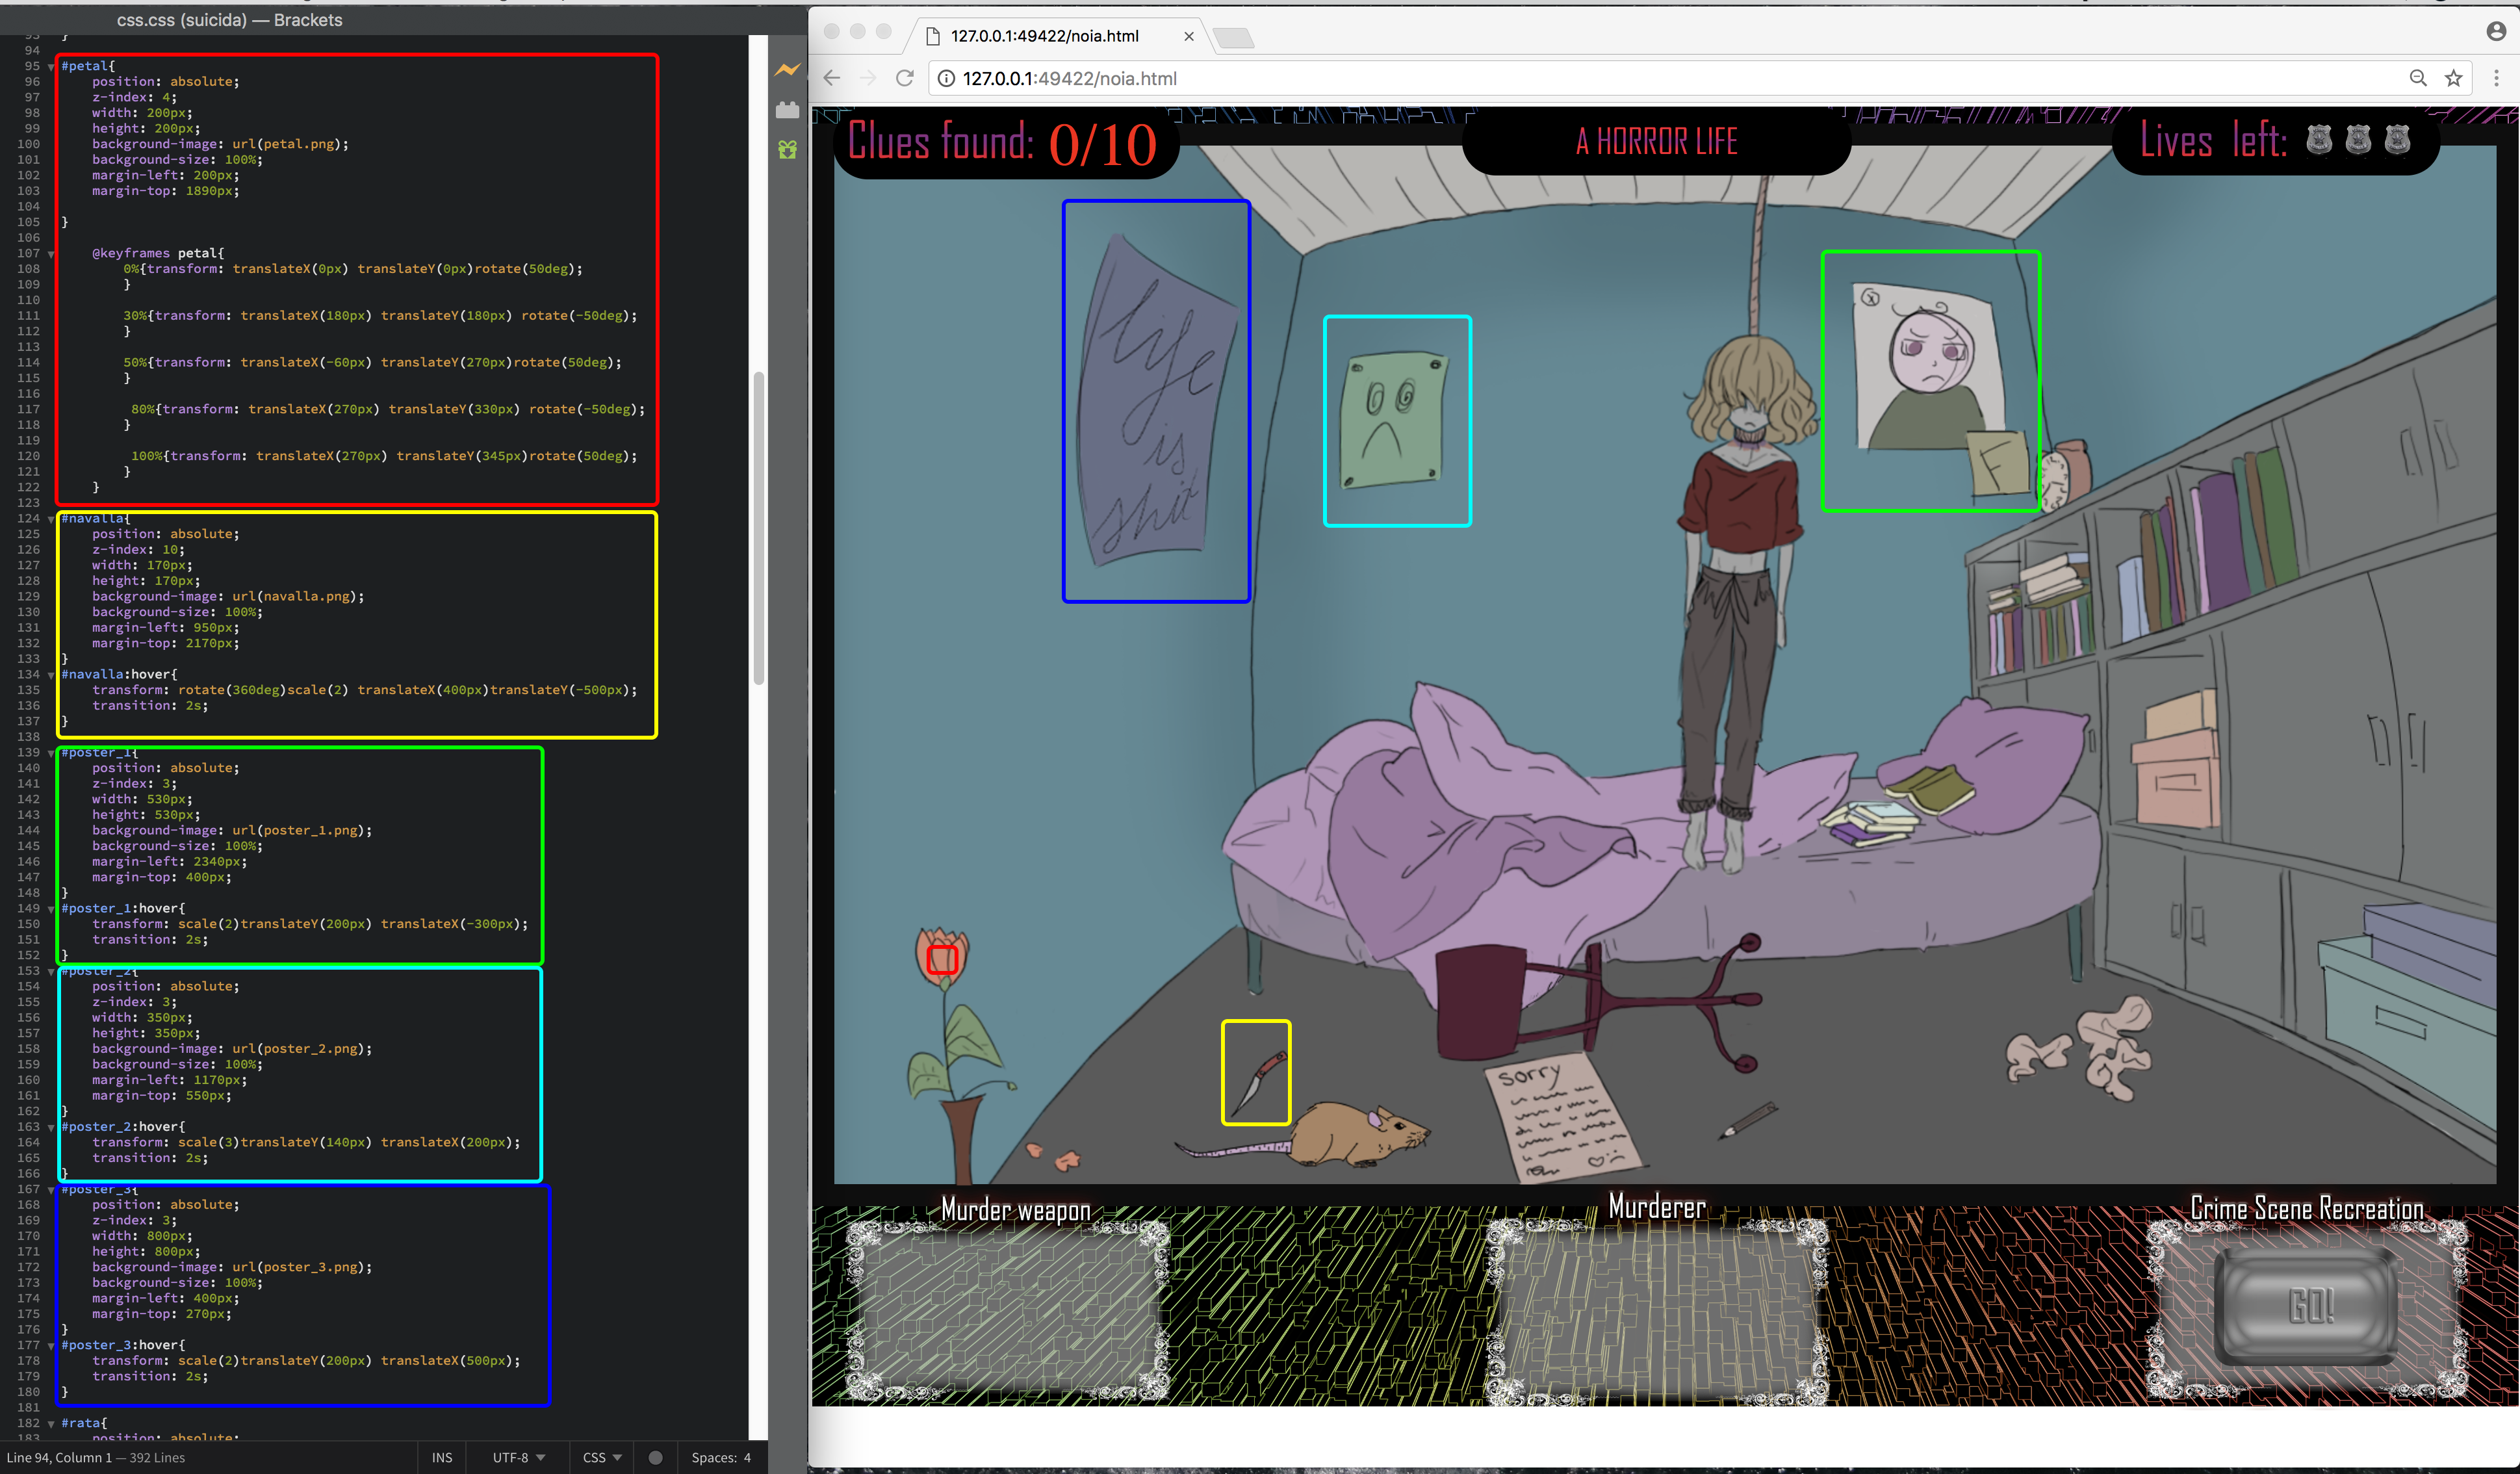 css.css (suicida) — Brackets
93 }
94
95 #petal{
96 position: absolute;
97 z-index: 4;
98 width: 200px;
99 height: 200px;
100 background-image: url(petal.png);
101 background-size: 100%;
102 margin-left: 200px;
103 margin-top: 1890px;
104
105 }
106
107 @keyframes petal{
108 0%{transform: translateX(0px) translateY(0px)rotate(50deg);
109 }
110
111 30%{transform: translateX(180px) translateY(180px) rotate(-50deg);
112 }
113
114 50%{transform: translateX(-60px) translateY(270px)rotate(50deg);
115 }
116
117 80%{transform: translateX(270px) translateY(330px) rotate(-50deg);
118 }
119
120 100%{transform: translateX(270px) translateY(345px)rotate(50deg);
121 }
122 }
123
124 #navalla{
125 position: absolute;
126 z-index: 10;
127 width: 170px;
128 height: 170px;
129 background-image: url(navalla.png);
130 background-size: 100%;
131 margin-left: 950px;
132 margin-top: 2170px;
133 }
134 #navalla:hover{
135 transform: rotate(360deg)scale(2) translateX(400px)translateY(-500px);
136 transition: 2s;
137 }
138
139 #poster_1{
140 position: absolute;
141 z-index: 3;
142 width: 530px;
143 height: 530px;
144 background-image: url(poster_1.png);
145 background-size: 100%;
146 margin-left: 2340px;
147 margin-top: 400px;
148 }
149 #poster_1:hover{
150 transform: scale(2)translateY(200px) translateX(-300px);
151 transition: 2s;
152 }
153 #poster_2{
154 position: absolute;
155 z-index: 3;
156 width: 350px;
157 height: 350px;
158 background-image: url(poster_2.png);
159 background-size: 100%;
160 margin-left: 1170px;
161 margin-top: 550px;
162 }
163 #poster_2:hover{
164 transform: scale(3)translateY(140px) translateX(200px);
165 transition: 2s;
166 }
167 #poster_3{
168 position: absolute;
169 z-index: 3;
170 width: 800px;
171 height: 800px;
172 background-image: url(poster_3.png);
173 background-size: 100%;
174 margin-left: 400px;
175 margin-top: 270px;
176 }
177 #poster_3:hover{
178 transform: scale(2)translateY(200px) translateX(500px);
179 transition: 2s;
180 }
181
182 #rata{
183 position: absolute;
Line 94, Column 1 — 392 Lines
INS UTF-8 CSS Spaces: 4
127.0.0.1:49422/noia.html
127.0.0.1:49422/noia.html
Clues found: 0/10
A HORROR LIFE
Lives left:
life
is
shit
F
sorry
Murder weapon
Murderer
Crime Scene Recreation
GO!